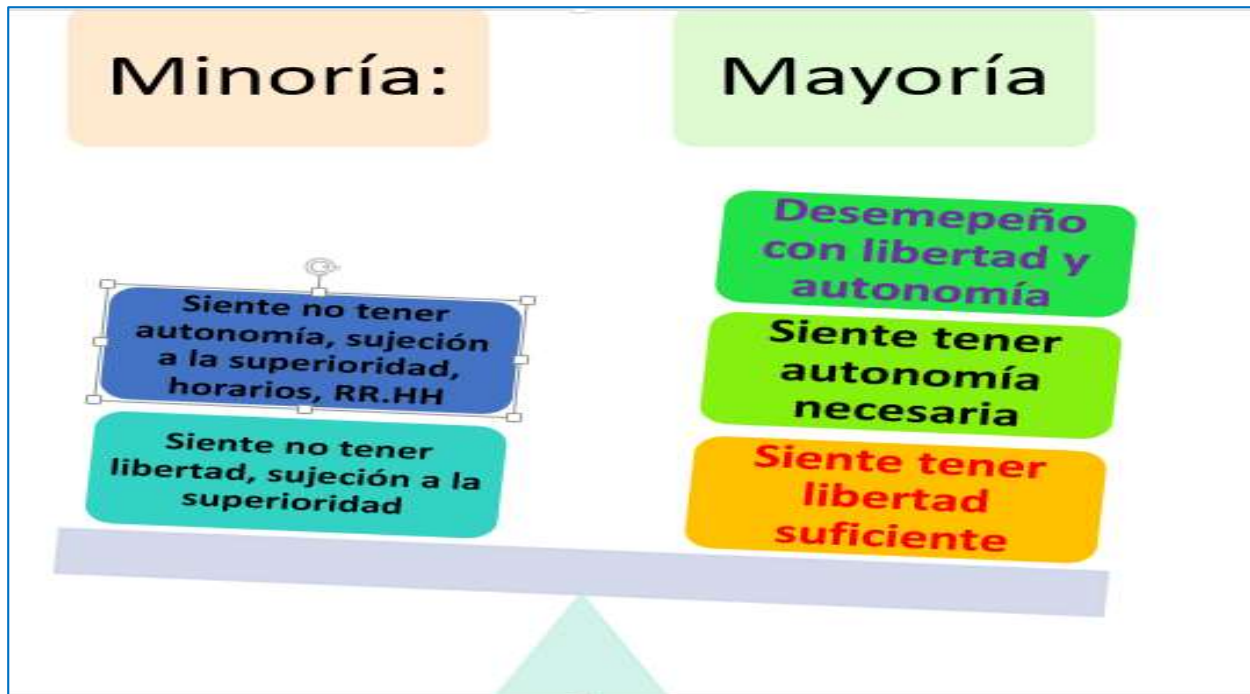 Minoría:
Siente no tener
autonomía, sujeción
a la superioridad,
horarios, RR.HH
Siente no tener
libertad, sujeción a la
superioridad
Mayoría
Desemepeño
con libertad y
autonomía
Siente tener
autonomía
necesaria
Siente tener
libertad
suficiente